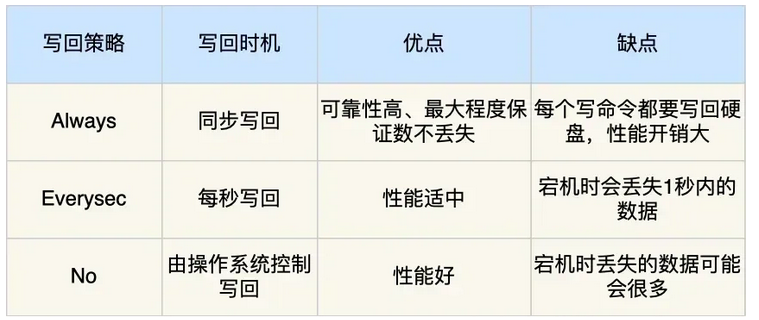 写回策略 写回时机 优点 缺点
Always 同步写回 可靠性高、最大程度保证数不丢失 每个写命令都要写回硬盘，性能开销大
Everysec 每秒写回 性能适中 宕机时会丢失1秒内的数据
No 由操作系统控制写回 性能好 宕机时丢失的数据可能会很多